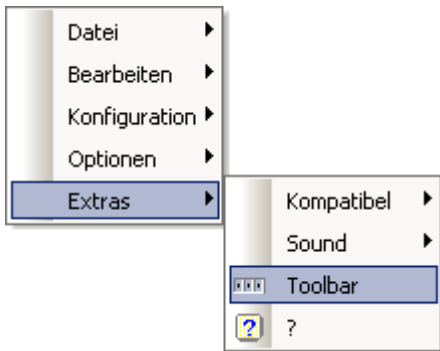 Datei
Bearbeiten
Konfiguration
Optionen
Extras
Kompatibel
Sound
Toolbar
?